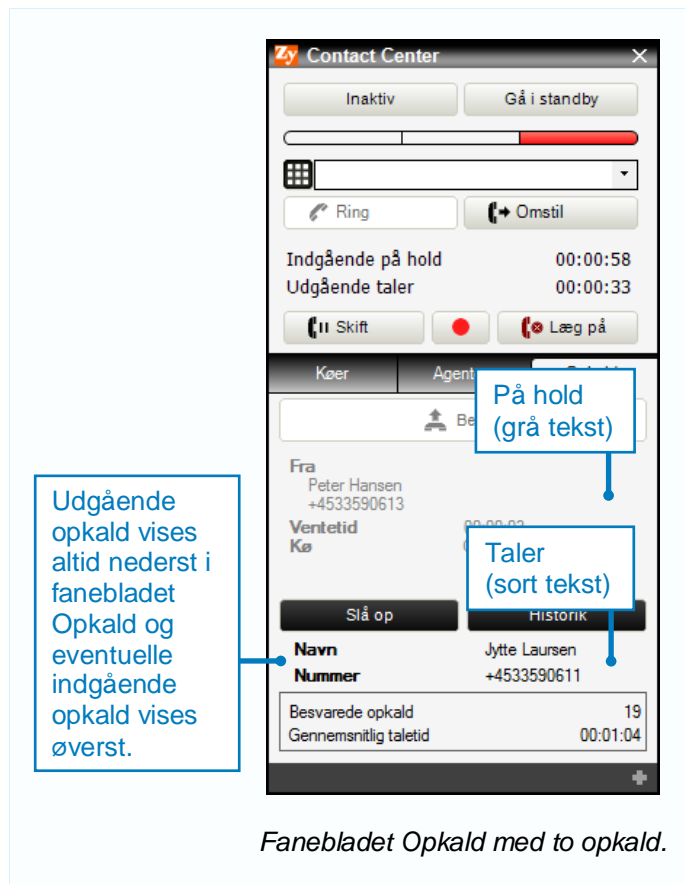 Zy Contact Center
Inaktiv Gå i standby
Ring Omstil
Indgående på hold 00:00:58
Udgående taler 00:00:33
Skift Læg på
Køer
På hold
(grå tekst)
Fra
Peter Hansen
+4533590613
Ventetid
Kø
Udgående
opkald vises
altid nederst i
fanebladet
Opkald og
eventuelle
indgående
opkald vises
øverst.
Taler
(sort tekst)
Slå op Historik
Navn Jytte Laursen
Nummer +4533590611
Besvarede opkald 19
Gennemsnitlig taletid 00:01:04
Fanebladet Opkald med to opkald.